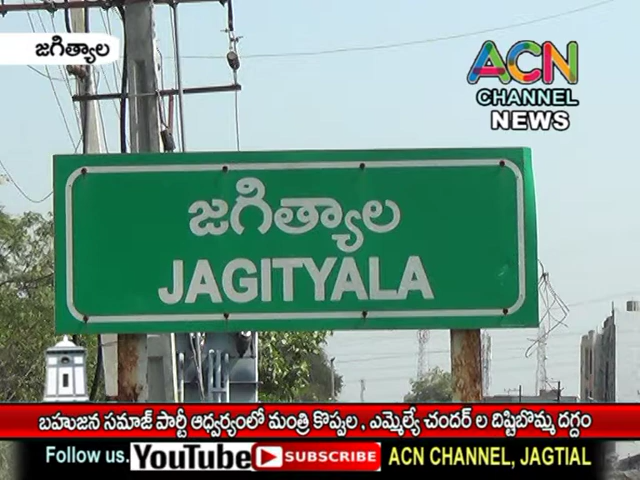 జగిత్యాల
ACN
CHANNEL
NEWS
జగిత్యాల
JAGITYALA
బహుజన సమాజ్ పార్టీ ఆధ్వర్యంలో మంత్రి కొప్పుల , ఎమ్మెల్యే చందర్ ల దిష్టిబొమ్మ దగ్దం
Follow us. YouTube SUBSCRIBE ACN CHANNEL, JAGTIAL